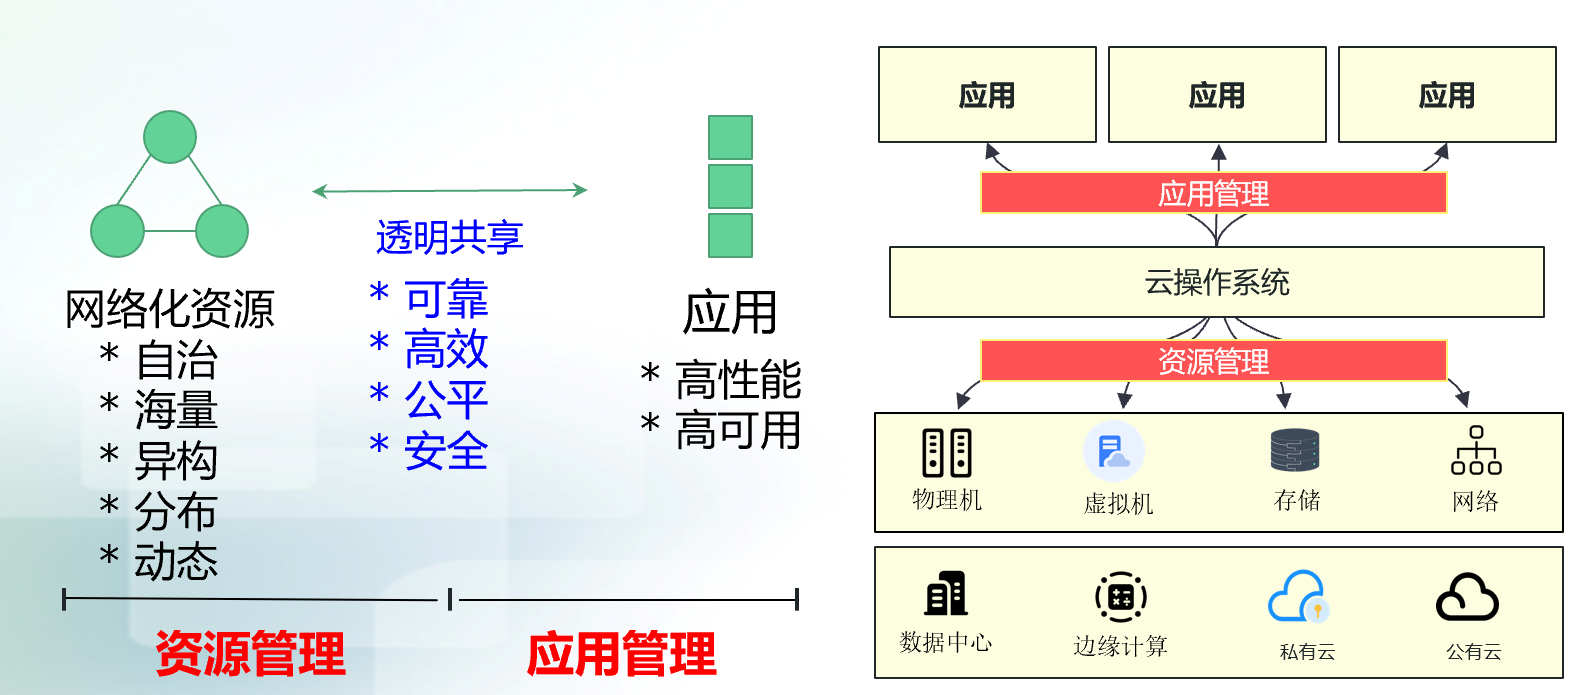 网络化资源
* 自治
* 海量
* 异构
* 分布
* 动态
透明共享
* 可靠
* 高效
* 公平
* 安全
应用
* 高性能
* 高可用
资源管理
应用管理
应用
应用
应用
应用管理
云操作系统
资源管理
物理机
虚拟机
存储
网络
数据中心
边缘计算
私有云
公有云